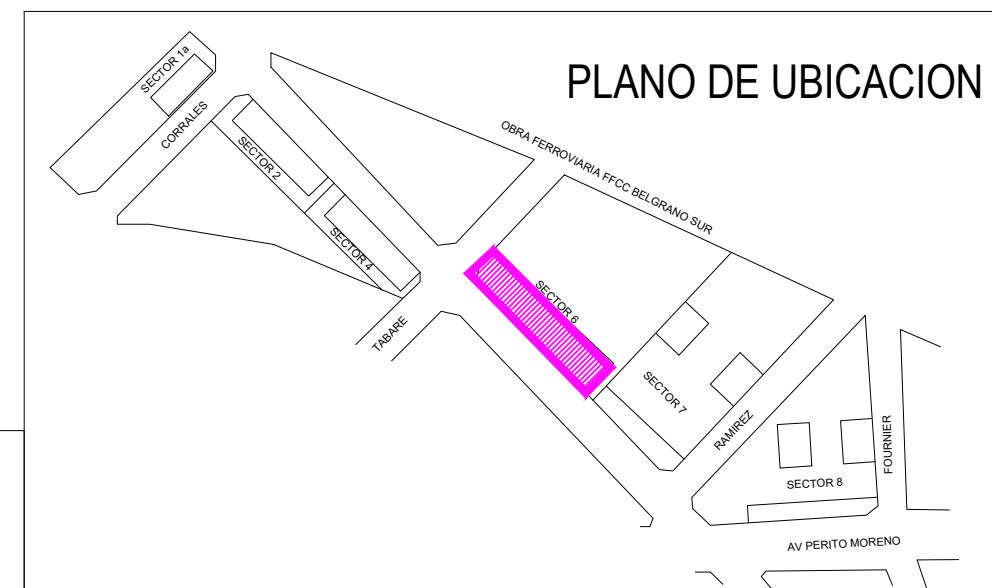 PLANO DE UBICACION
SECTOR 1a
CORRALES
SECTOR 2
SECTOR 4
TABARE
OBRA FERROVIARIA FFCC BELGRANO SUR
SECTOR 6
SECTOR 7
RAMIREZ
FOURNIER
SECTOR 8
AV PERITO MORENO